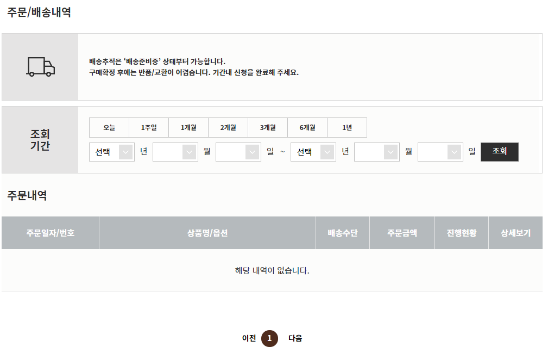 주문/배송내역
배송추적은 '배송준비중' 상태부터 가능합니다.
구매확정 후에는 반품/교환이 어렵습니다. 기간내 신청을 완료해 주세요.
조회
기간
오늘 1주일 1개월 2개월 3개월 6개월 1년
선택 년 월 일 ~ 선택 년 월 일 조회
주문내역
주문일자/번호 상품명/옵션 배송수단 주문금액 진행현황 상세보기
해당 내역이 없습니다.
이전 1 다음